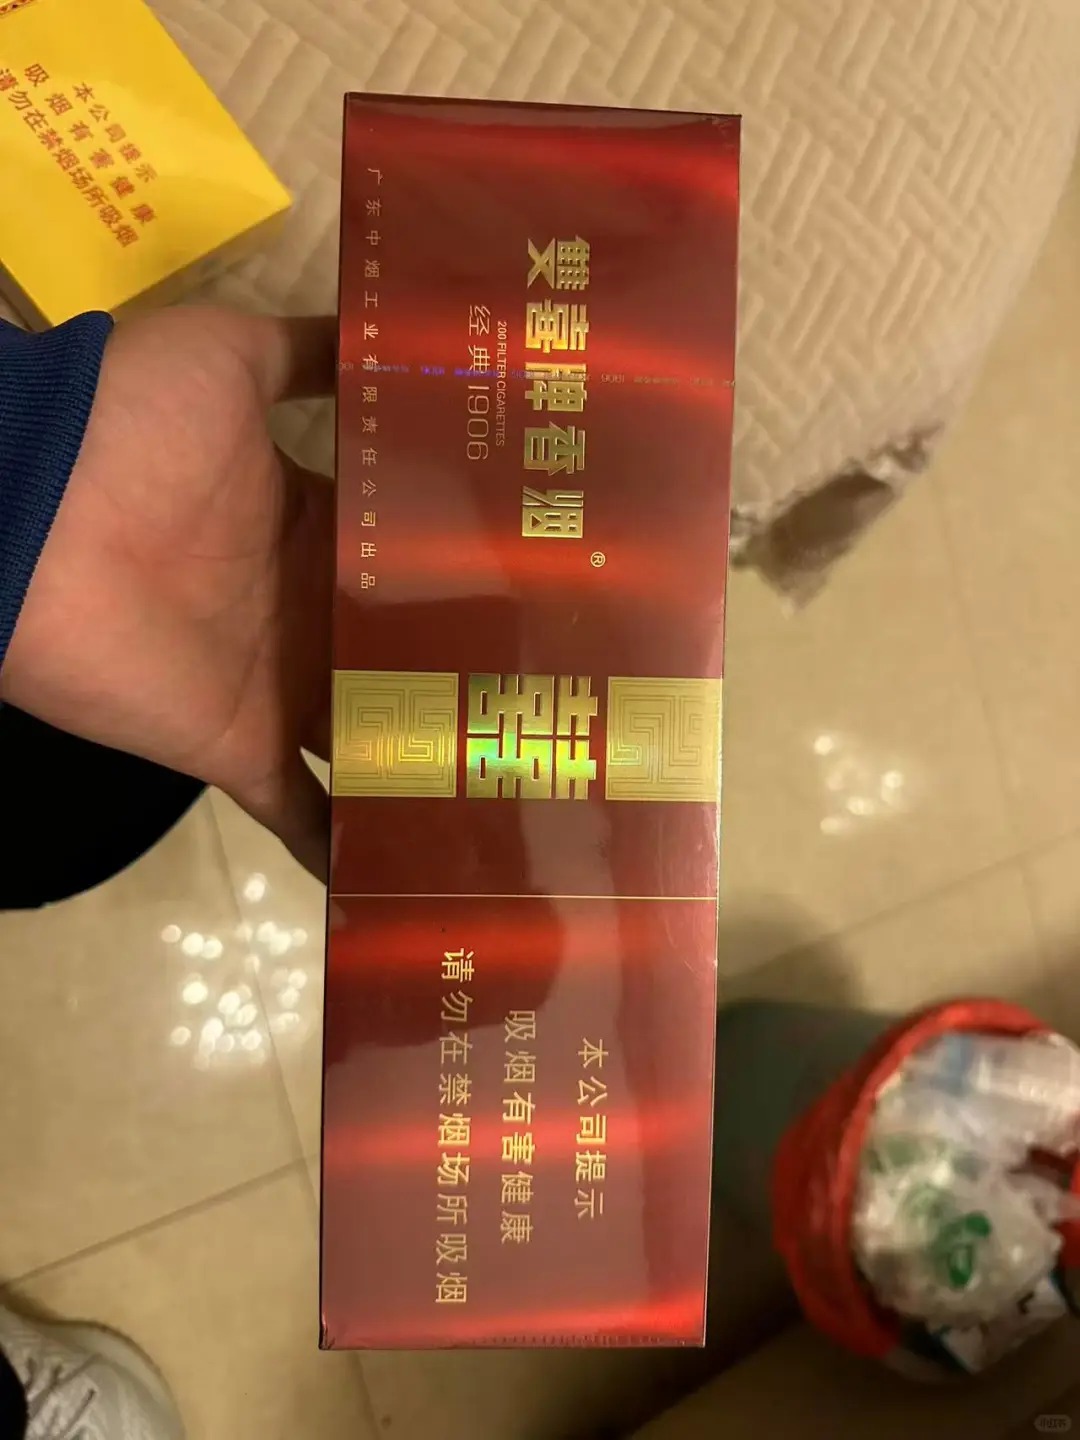 雙喜牌香烟®
200 FILTER CIGARETTES
经典1906
广东中烟工业有限责任公司出品
囍
本公司提示
吸烟有害健康
请勿在禁烟场所吸烟
本公司提示
吸烟有害健康
请勿在禁烟场所吸烟